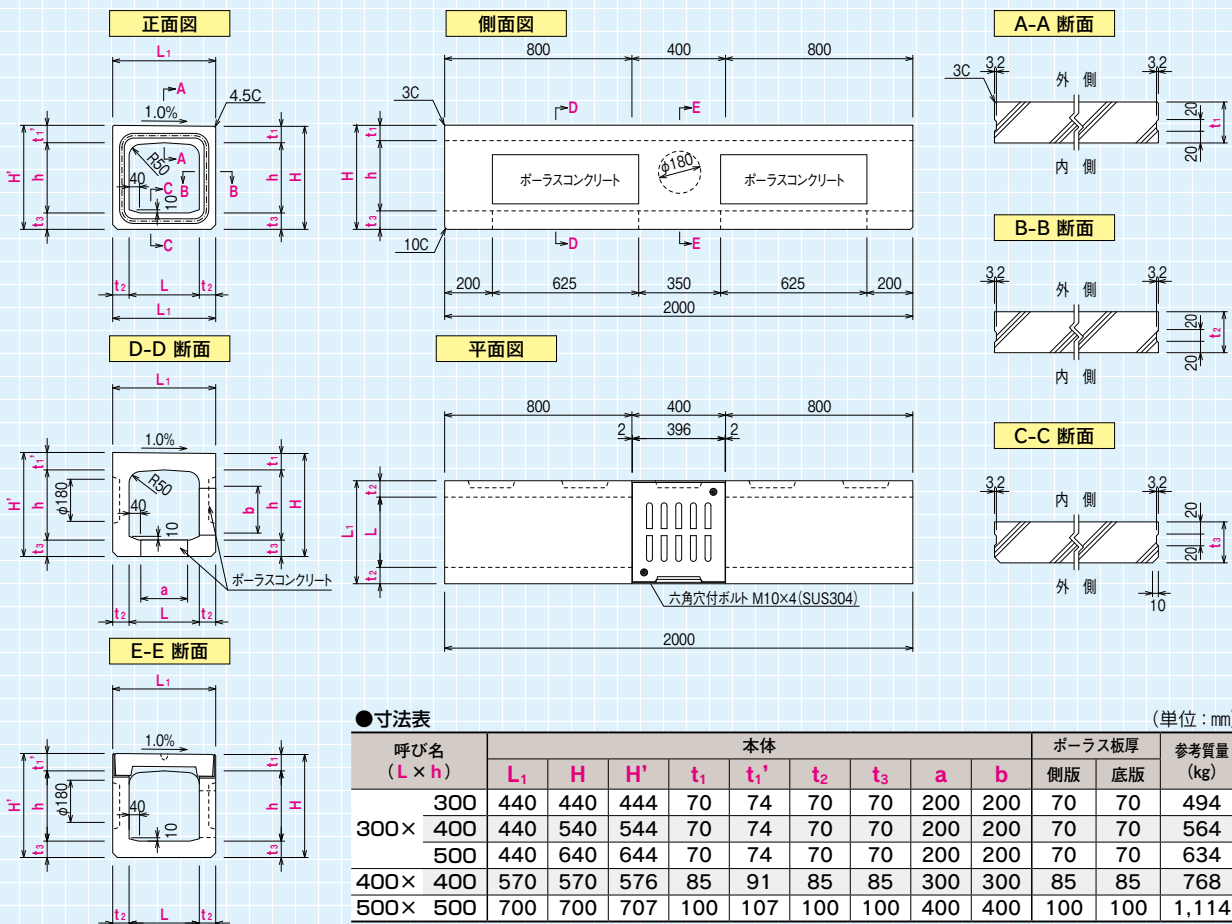 正面図
L₁
A
1.0%
4.5C
t₁'
t₁
A
R50
H'
h
40
C
B
B
10
h
H
t₃
C
t₃
t₂
L
t₂
L₁
側面図
800
400
800
3C
D
E
t₁
H
h
φ180
ポーラスコンクリート
ポーラスコンクリート
t₃
D
E
10C
200
625
350
625
200
2000
A-A 断面
3C
3.2
3.2
外 側
20
t₁
20
内 側
B-B 断面
3.2
3.2
外 側
20
t₂
20
内 側
C-C 断面
3.2
3.2
内 側
20
t₃
20
外 側
10
D-D 断面
L₁
1.0%
t₁'
t₁
R50
H'
h
φ180
40
10
b
h
H
t₃
t₃
a
ポーラスコンクリート
t₂
L
t₂
L₁
平面図
800
400
800
2
396
2
t₂
L₁
L
t₂
六角穴付ボルト M10×4(SUS304)
2000
E-E 断面
L₁
1.0%
t₁'
t₁
H'
h
φ180
40
10
h
H
t₃
t₃
t₂
L
t₂
●寸法表
(単位：mm)
呼び名 (L×h) 本体 ポーラス板厚 参考質量 (kg)
L₁ H H' t₁ t₁' t₂ t₃ a b 側版 底版
300× 300 440 440 444 70 74 70 70 200 200 70 70 494
400 440 540 544 70 74 70 70 200 200 70 70 564
500 440 640 644 70 74 70 70 200 200 70 70 634
400× 400 570 570 576 85 91 85 85 300 300 85 85 768
500× 500 700 700 707 100 107 100 100 400 400 100 100 1,114